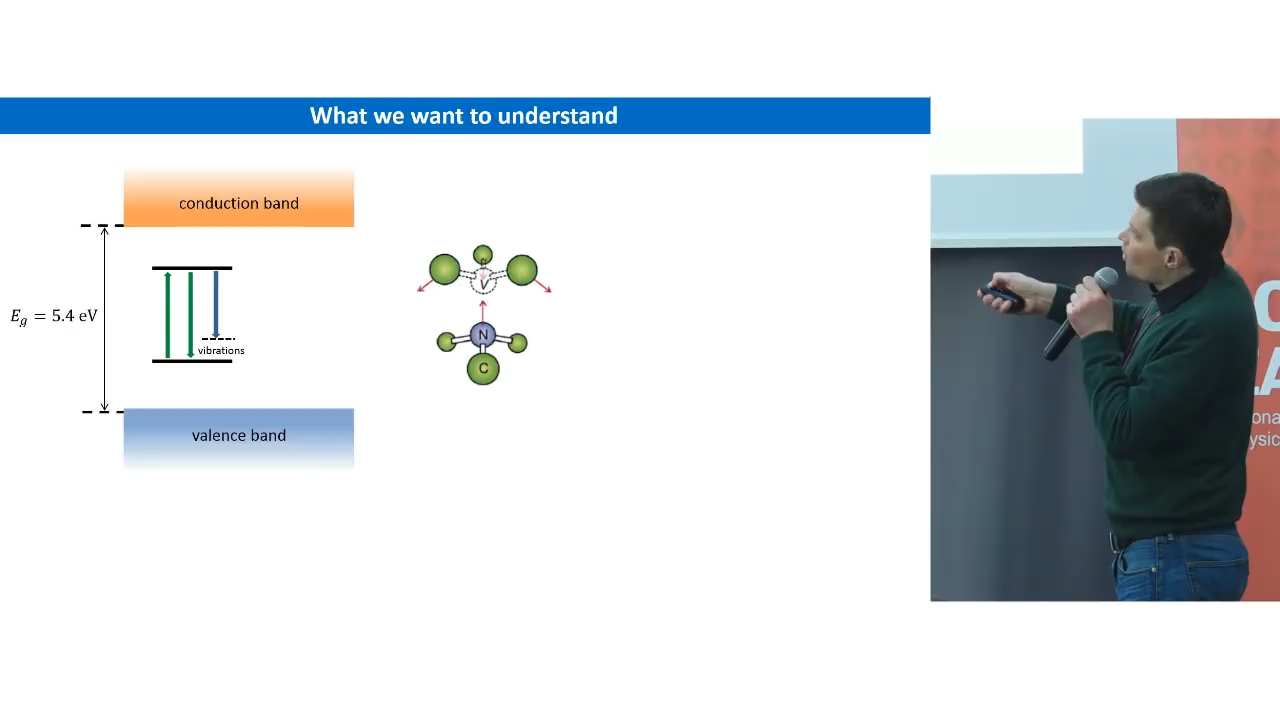 What we want to understand
conduction band
E_g = 5.4 eV
vibrations
valence band
V
N
C